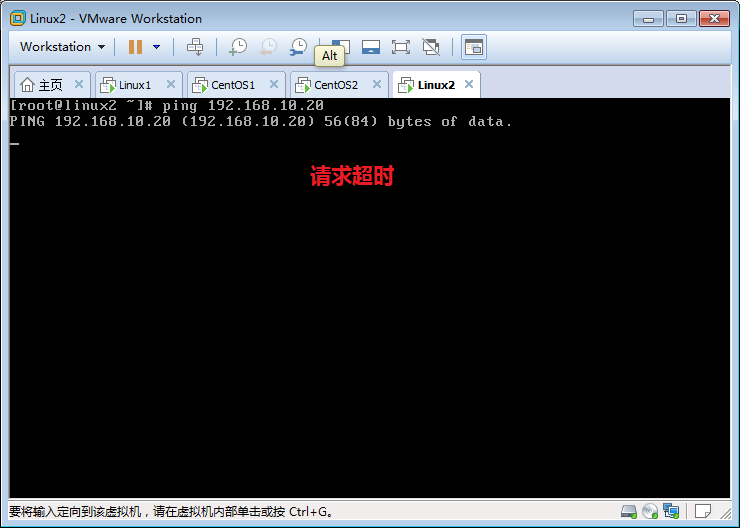 Linux2 - VMware Workstation
Workstation
Alt
主页
Linux1
CentOS1
CentOS2
Linux2
[root@linux2 ~]# ping 192.168.10.20
PING 192.168.10.20 (192.168.10.20) 56(84) bytes of data.
请求超时
要将输入定向到该虚拟机，请在虚拟机内部单击或按 Ctrl+G。